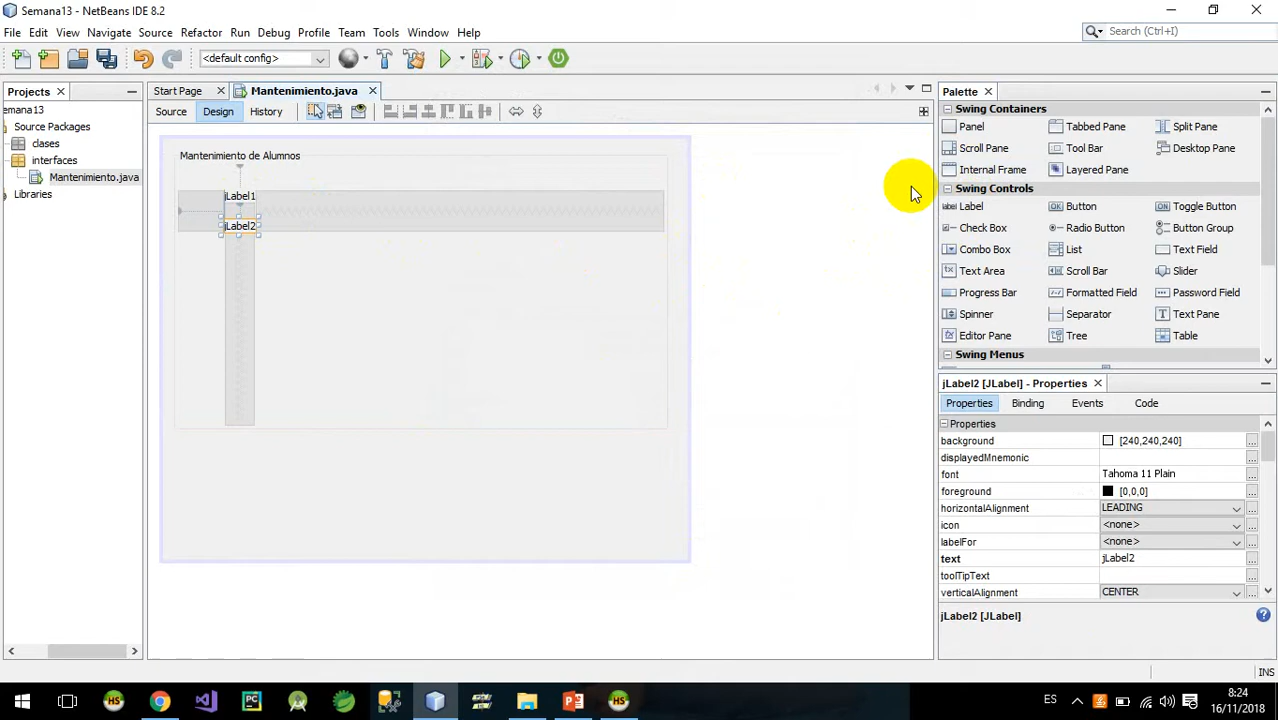 Semana13 - NetBeans IDE 8.2
File Edit View Navigate Source Refactor Run Debug Profile Team Tools Window Help
Search (Ctrl+I)
<default config>
Projects
Start Page
Mantenimiento.java
Palette
emana13
Source Packages
clases
interfaces
Mantenimiento.java
Libraries
Source Design History
Mantenimiento de Alumnos
jLabel1
jLabel2
Swing Containers
Panel Tabbed Pane Split Pane
Scroll Pane Tool Bar Desktop Pane
Internal Frame Layered Pane
Swing Controls
Label Button Toggle Button
Check Box Radio Button Button Group
Combo Box List Text Field
Text Area Scroll Bar Slider
Progress Bar Formatted Field Password Field
Spinner Separator Text Pane
Editor Pane Tree Table
Swing Menus
jLabel2 [JLabel] - Properties
Properties Binding Events Code
Properties
background [240,240,240]
displayedMnemonic
font Tahoma 11 Plain
foreground [0,0,0]
horizontalAlignment LEADING
icon <none>
labelFor <none>
text jLabel2
toolTipText
verticalAlignment CENTER
jLabel2 [JLabel]
INS
ES
8:24
16/11/2018